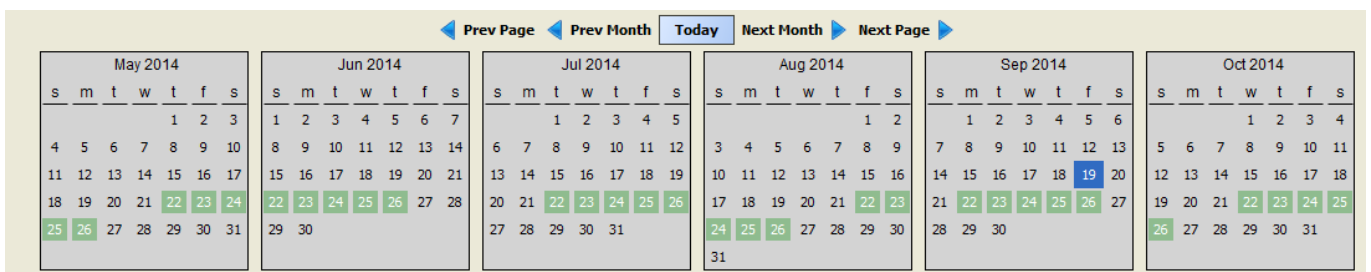 Prev Page Prev Month Today Next Month Next Page
May 2014 Jun 2014 Jul 2014 Aug 2014 Sep 2014 Oct 2014
s m t w t f s s m t w t f s s m t w t f s s m t w t f s s m t w t f s s m t w t f s
1 2 3 1 2 3 4 5 6 7 1 2 3 4 5 1 2 1 2 3 4 5 6 1 2 3 4
4 5 6 7 8 9 10 8 9 10 11 12 13 14 6 7 8 9 10 11 12 3 4 5 6 7 8 9 7 8 9 10 11 12 13 5 6 7 8 9 10 11
11 12 13 14 15 16 17 15 16 17 18 19 20 21 13 14 15 16 17 18 19 10 11 12 13 14 15 16 14 15 16 17 18 19 20 12 13 14 15 16 17 18
18 19 20 21 22 23 24 22 23 24 25 26 27 28 20 21 22 23 24 25 26 17 18 19 20 21 22 23 21 22 23 24 25 26 27 19 20 21 22 23 24 25
25 26 27 28 29 30 31 29 30 27 28 29 30 31 24 25 26 27 28 29 30 28 29 30 26 27 28 29 30 31
31